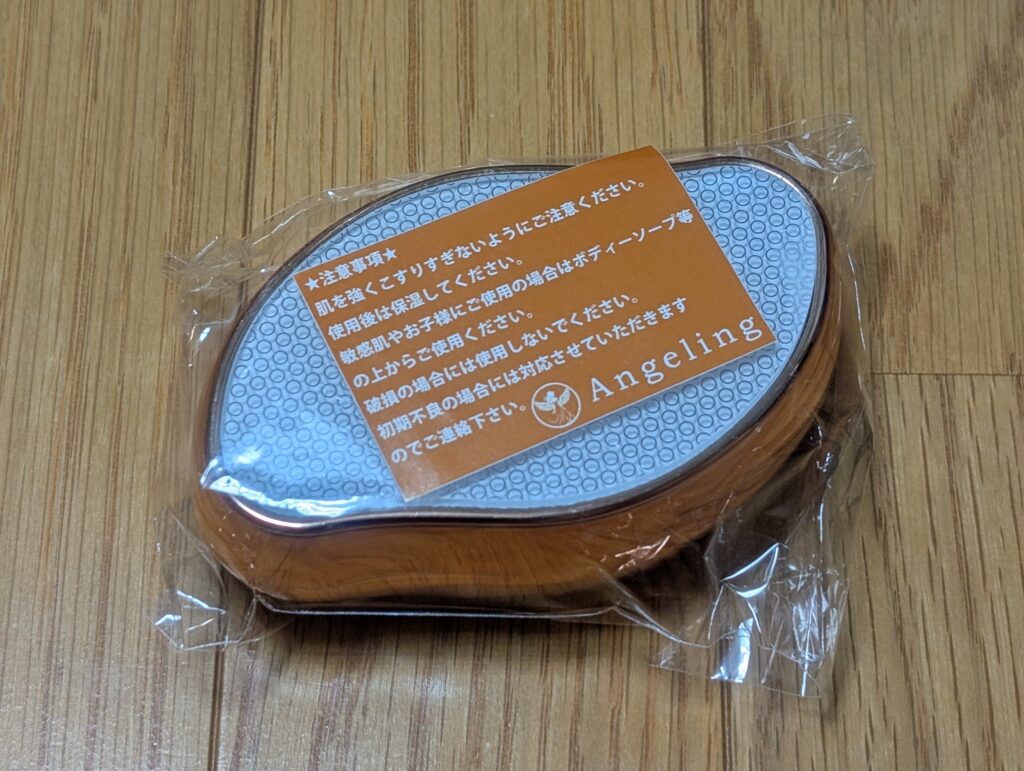 ★注意事項★
肌を強くこすりすぎないようにご注意ください。
使用後は保湿してください。
敏感肌やお子様にご使用の場合はボディーソープ等
の上からご使用ください。
破損の場合には使用しないでください。
初期不良の場合には対応させていただきます
のでご連絡下さい。
Angeling